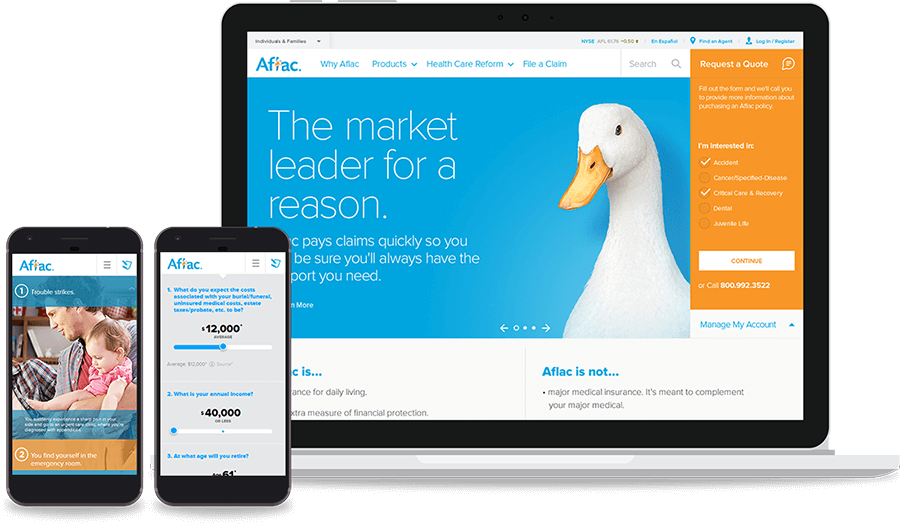 Individuals & Families
NYSE AFL 61.76 +0.50
En Español
Find an Agent
Log In / Register
Aflac.
Why Aflac
Products
Health Care Reform
File a Claim
Search
Request a Quote
The market
leader for a
reason.
pays claims quickly so you
be sure you'll always have the
port you need.
More
Fill out the form and we'll call you
to provide more information about
purchasing an Aflac policy.
I'm Interested In:
Accident
Cancer/Specified-Disease
Critical Care & Recovery
Dental
Juvenile Life
CONTINUE
or Call 800.992.3522
Manage My Account
is...
ance for daily living.
xtra measure of financial protection.
Aflac is not...
• major medical insurance. It's meant to complement
your major medical.
Aflac.
1 Trouble strikes.
You suddenly experience a sharp pain in your
side and go to an urgent care clinic, where you're
diagnosed with appendicitis.
2 You find yourself in the
emergency room.
Aflac.
1. What do you expect the costs
associated with your burial/funeral,
uninsured medical costs, estate
taxes/probate, etc. to be?
$12,000*
AVERAGE
Average: $12,000* ⓘ Source*
2. What is your annual income?
$40,000
OR LESS
3. At what age will you retire?
Age 61*